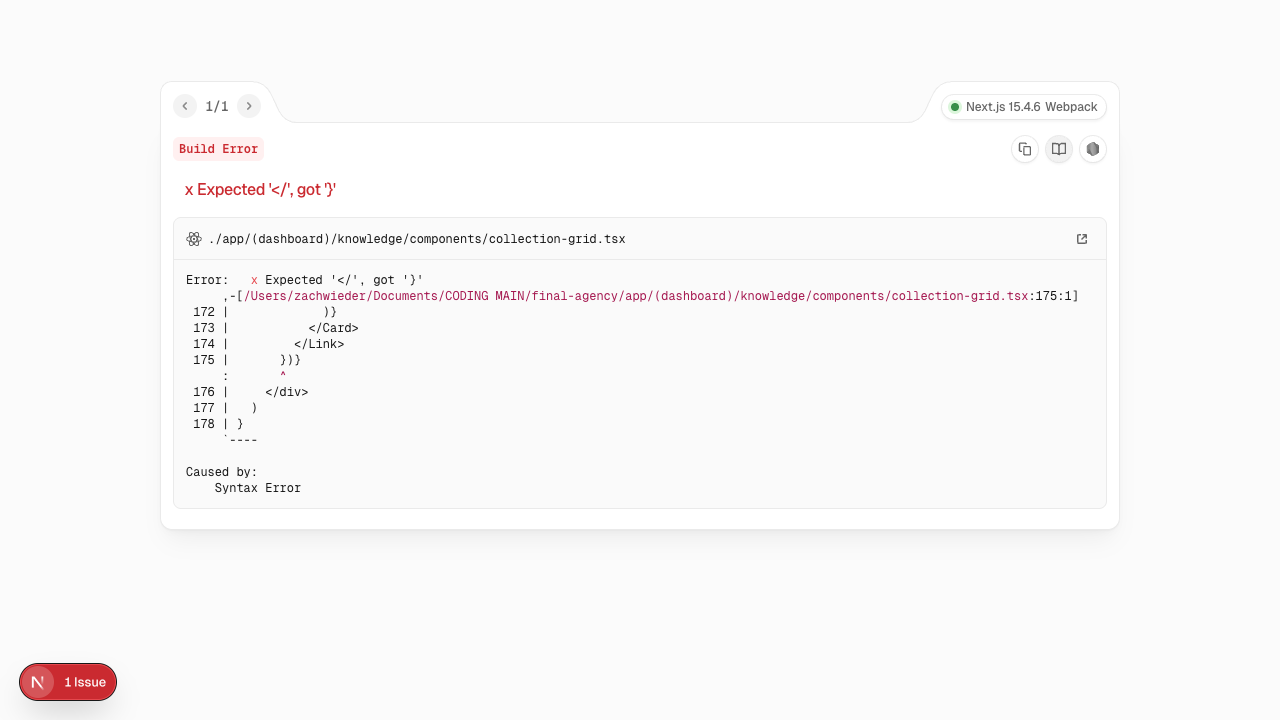 1/1
Next.js 15.4.6 Webpack
Build Error
x Expected '</', got '}'
./app/(dashboard)/knowledge/components/collection-grid.tsx
Error:   x Expected '</', got '}'
     ,-[/Users/zachwieder/Documents/CODING MAIN/final-agency/app/(dashboard)/knowledge/components/collection-grid.tsx:175:1]
 172 |             )}
 173 |           </Card>
 174 |         </Link>
 175 |       })}
     :       ^
 176 |     </div>
 177 |   )
 178 | }
     `----
Caused by:
    Syntax Error
N
1 Issue